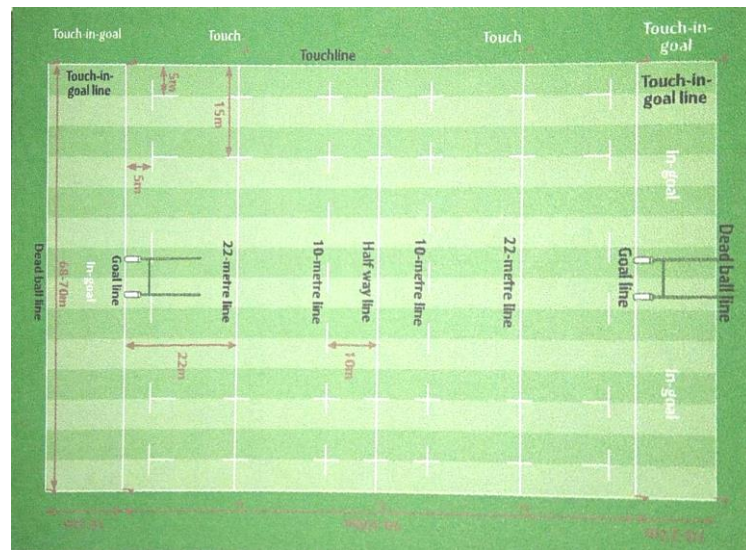 Touch-in-goal
Touch
Touch
Touch-in-
goal
Touchline
Touch-in-
goal line
Touch-in-
goal line
5m
15m
5m
In-goal
Dead ball line
68-70m
In-goal
Goal line
22-metre line
10-metre line
Half way line
10-metre line
22-metre line
Goal line
Dead ball line
22m
10m
In-goal